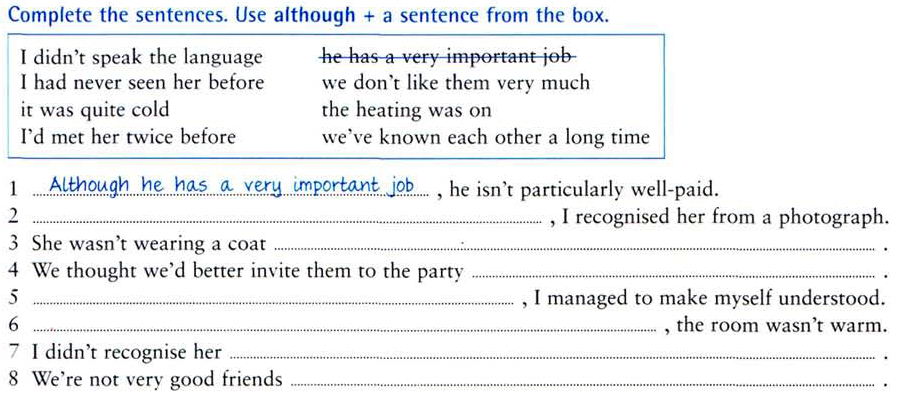 Complete the sentences. Use although + a sentence from the box.
I didn't speak the language he has a very important job
I had never seen her before we don't like them very much
it was quite cold the heating was on
I'd met her twice before we've known each other a long time
1 Although he has a very important job , he isn't particularly well-paid.
2 , I recognised her from a photograph.
3 She wasn't wearing a coat .
4 We thought we'd better invite them to the party .
5 , I managed to make myself understood.
6 , the room wasn't warm.
7 I didn't recognise her .
8 We're not very good friends .